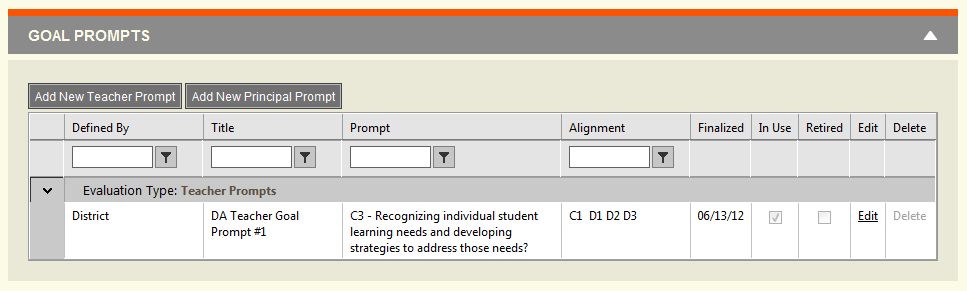 GOAL PROMPTS
Add New Teacher Prompt Add New Principal Prompt
Defined By Title Prompt Alignment Finalized In Use Retired Edit Delete
Evaluation Type: Teacher Prompts
District DA Teacher Goal C3 - Recognizing individual student C1 D1 D2 D3 06/13/12 Edit Delete
Prompt #1 learning needs and developing
strategies to address those needs?